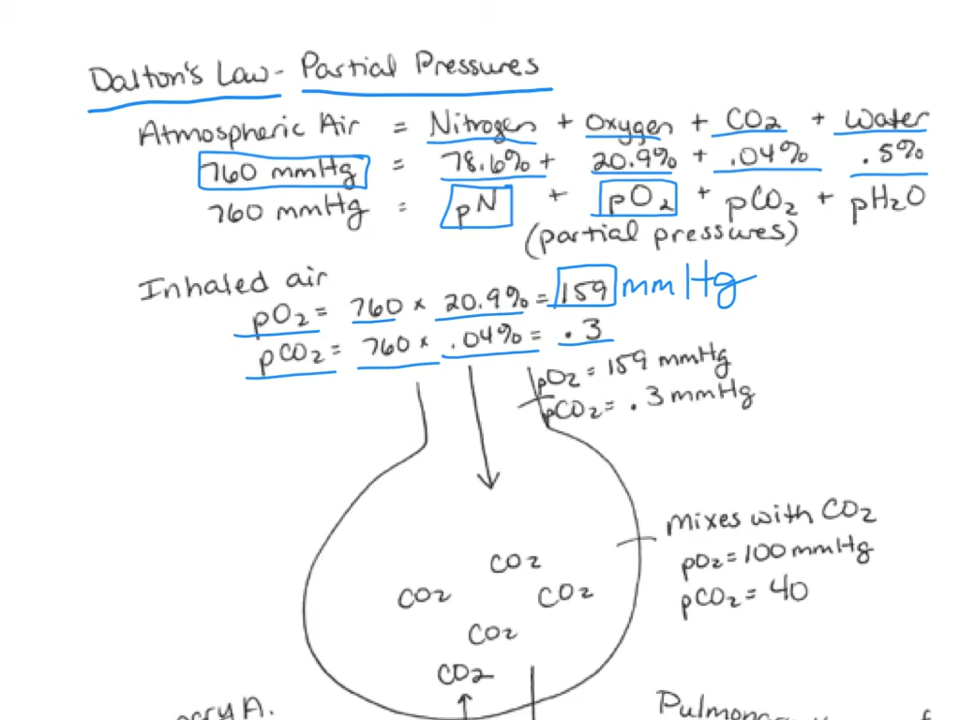 Dalton's Law - Partial Pressures
Atmospheric Air = Nitrogen + Oxygen + CO2 + Water
760 mmHg = 78.6% + 20.9% + .04% .5%
760 mmHg = pN + pO2 + pCO2 + pH2O
(partial pressures)
Inhaled air
pO2 = 760 × 20.9% = 159 mmHg
pCO2 = 760 × .04% = .3
pO2 = 159 mmHg
pCO2 = .3 mmHg
mixes with CO2
pO2 = 100 mmHg
pCO2 = 40
CO2
CO2 CO2
CO2
CO2
A.